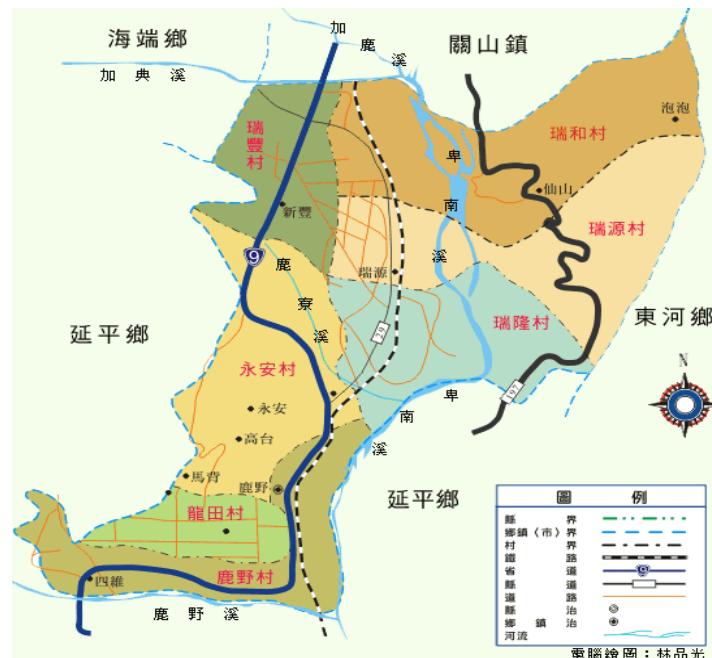 海端鄉
加鹿溪
關山鎮
加典溪
泡泡
瑞豐村
瑞和村
卑南溪
仙山
新豐
瑞源村
9
鹿寮溪
瑞源
瑞隆村
東河鄉
延平鄉
29
永安村
N
197
永安
卑南溪
高台
馬背
鹿野
延平鄉
龍田村
鹿野村
四維
鹿野溪
圖例
縣界
鄉鎮(市)界
村界
鐵路
省道
9
縣道
道路
縣治
鄉鎮治
河流
電腦繪圖:林品光